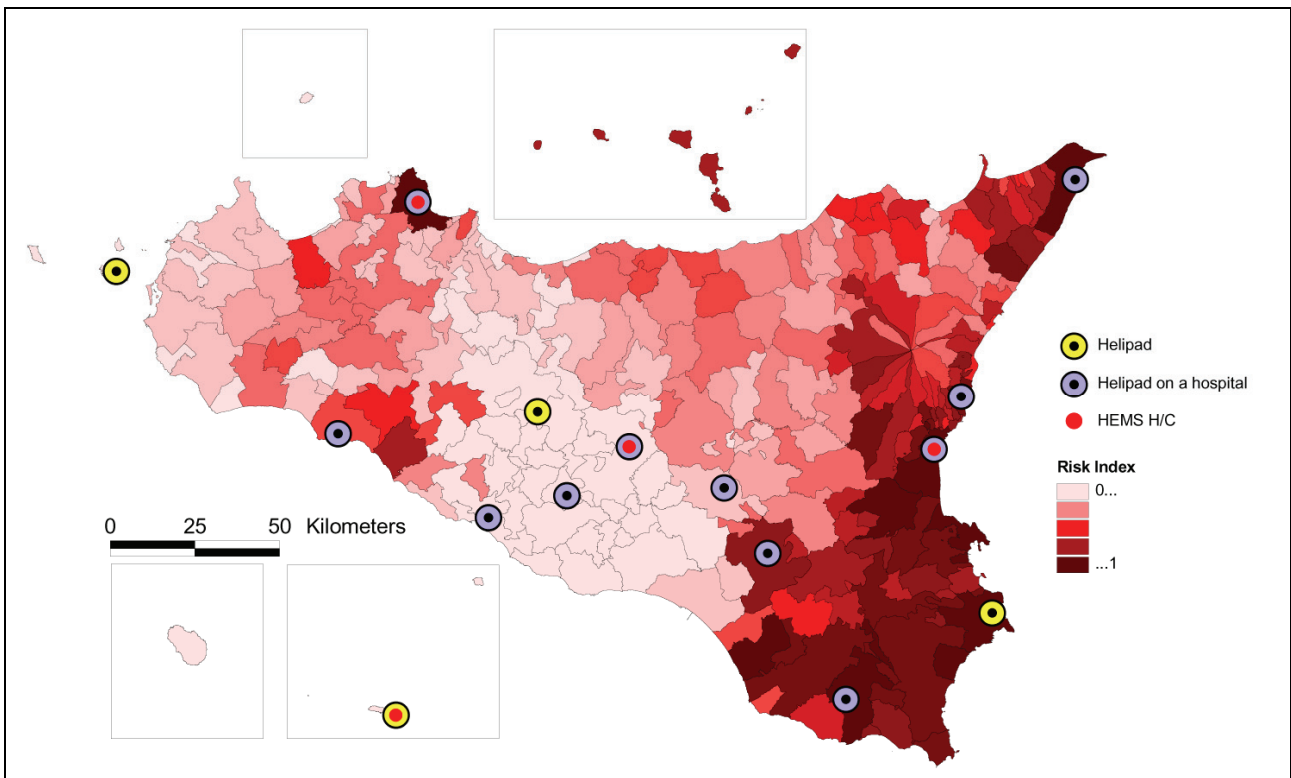 Helipad
Helipad on a hospital
HEMS H/C
Risk Index
0...
...1
0 25 50 Kilometers